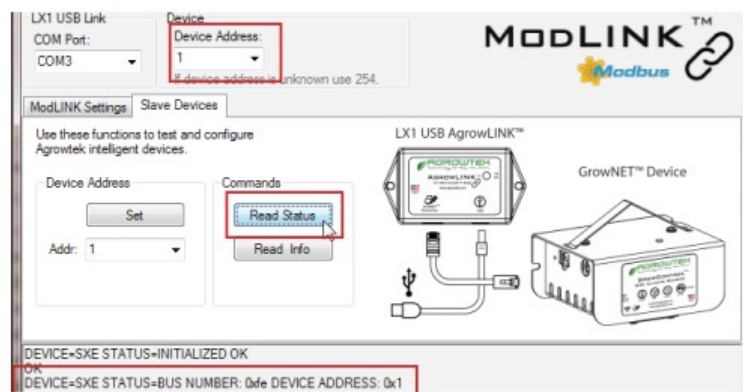 LX1 USB Link
Device
COM Port:
Device Address:
COM3
1
If device address is unknown use 254.
MODLINK™
Modbus
ModLINK Settings
Slave Devices
Use these functions to test and configure
Agrowtek intelligent devices.
Device Address
Set
Addr: 1
Commands
Read Status
Read Info
LX1 USB AgrowLINK™
AGROWTEK
AGROWLINK
GrowNET™ Device
AGROWTEK
GROWCONTROL
DEVICE=SXE STATUS=INITIALIZED OK
OK
DEVICE=SXE STATUS=BUS NUMBER: 0xfe DEVICE ADDRESS: 0x1